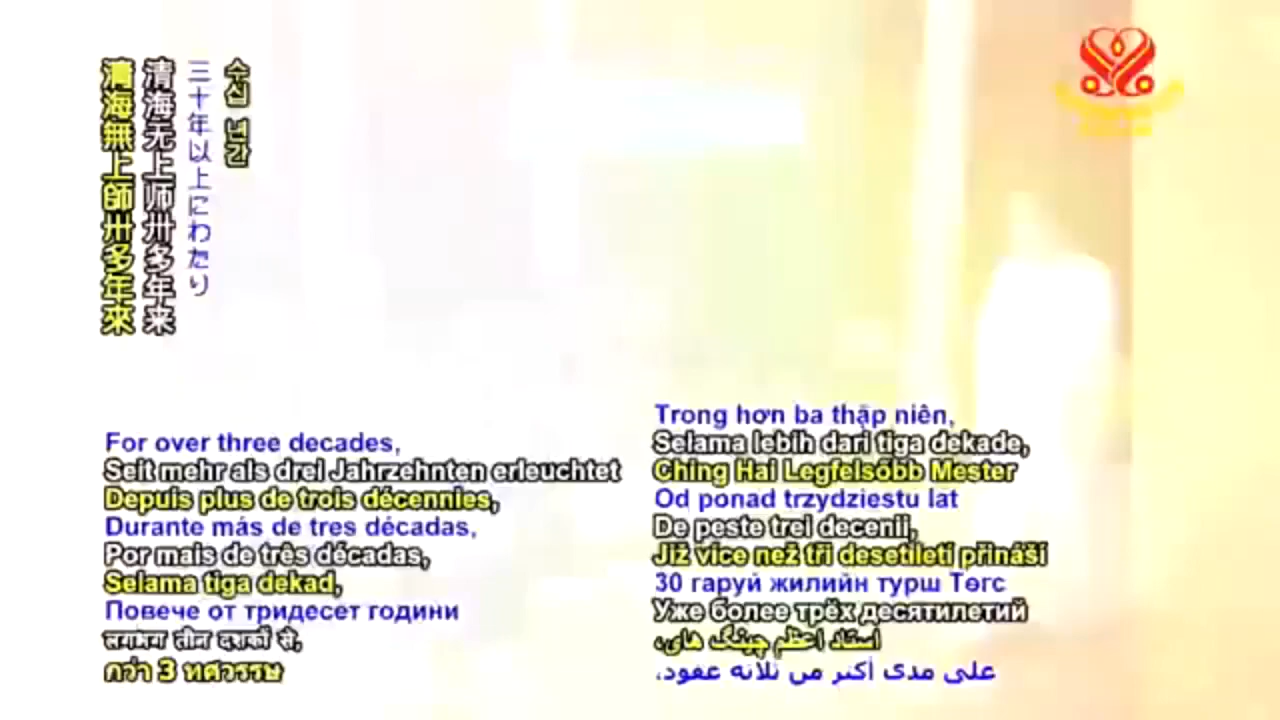 清海無上師卅多年來
清海无上师卅多年来
三十年以上にわたり
수십 년간
For over three decades,
Seit mehr als drei Jahrzehnten erleuchtet
Depuis plus de trois décennies,
Durante más de tres décadas,
Por mais de três décadas,
Selama tiga dekad,
Повече от тридесет години
लगभग तीन दशकों से,
กว่า 3 ทศวรรษ
Trong hơn ba thập niên,
Selama lebih dari tiga dekade,
Ching Hai Legfelsőbb Mester
Od ponad trzydziestu lat
De peste trei decenii,
Již více než tři desetiletí přináší
30 гаруй жилийн турш Төгс
Уже более трёх десятилетий
استاد اعظم چینگ های،
على مدى أكثر من ثلاثة عقود،